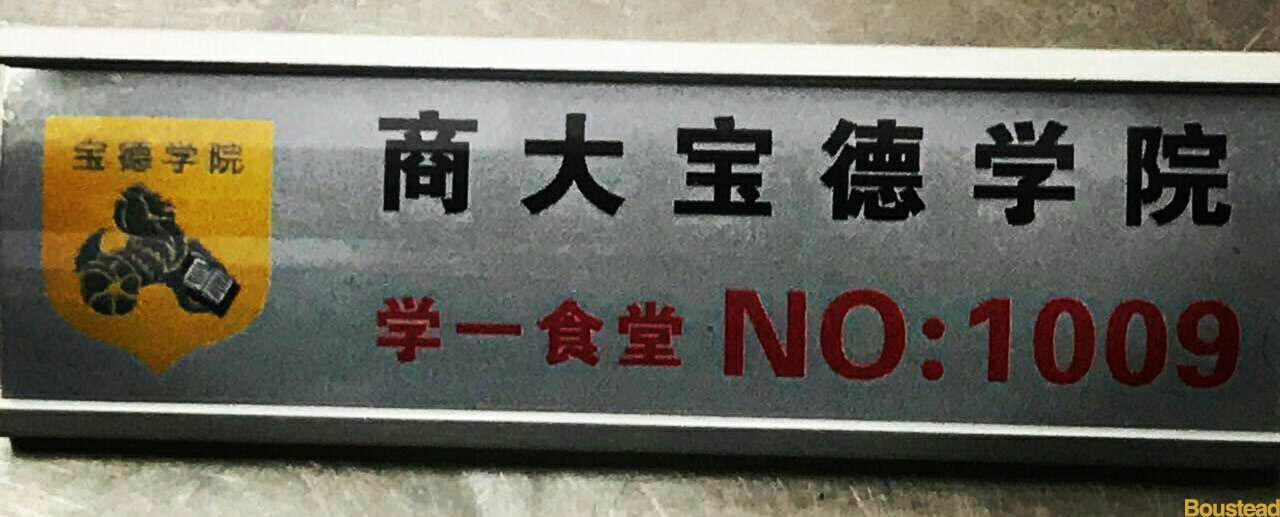 宝德学院
商大宝德学院
学一食堂 NO:1009
Boustead